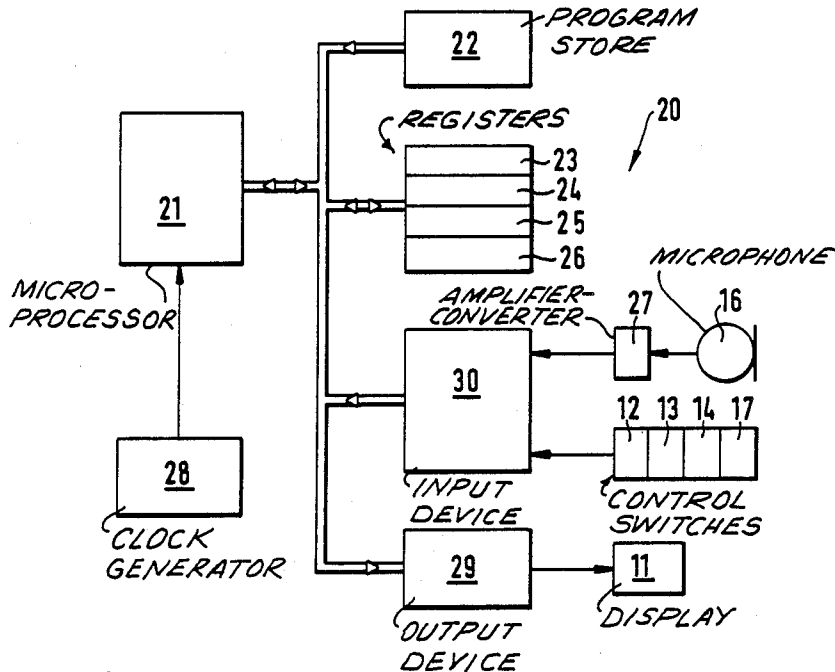 PROGRAM
STORE
22
REGISTERS
20
23
24
25
26
21
MICRO-
PROCESSOR
MICROPHONE
16
AMPLIFIER-
CONVERTER
27
30
12 13 14 17
INPUT
DEVICE
CONTROL
SWITCHES
28
CLOCK
GENERATOR
29
11
OUTPUT
DEVICE
DISPLAY